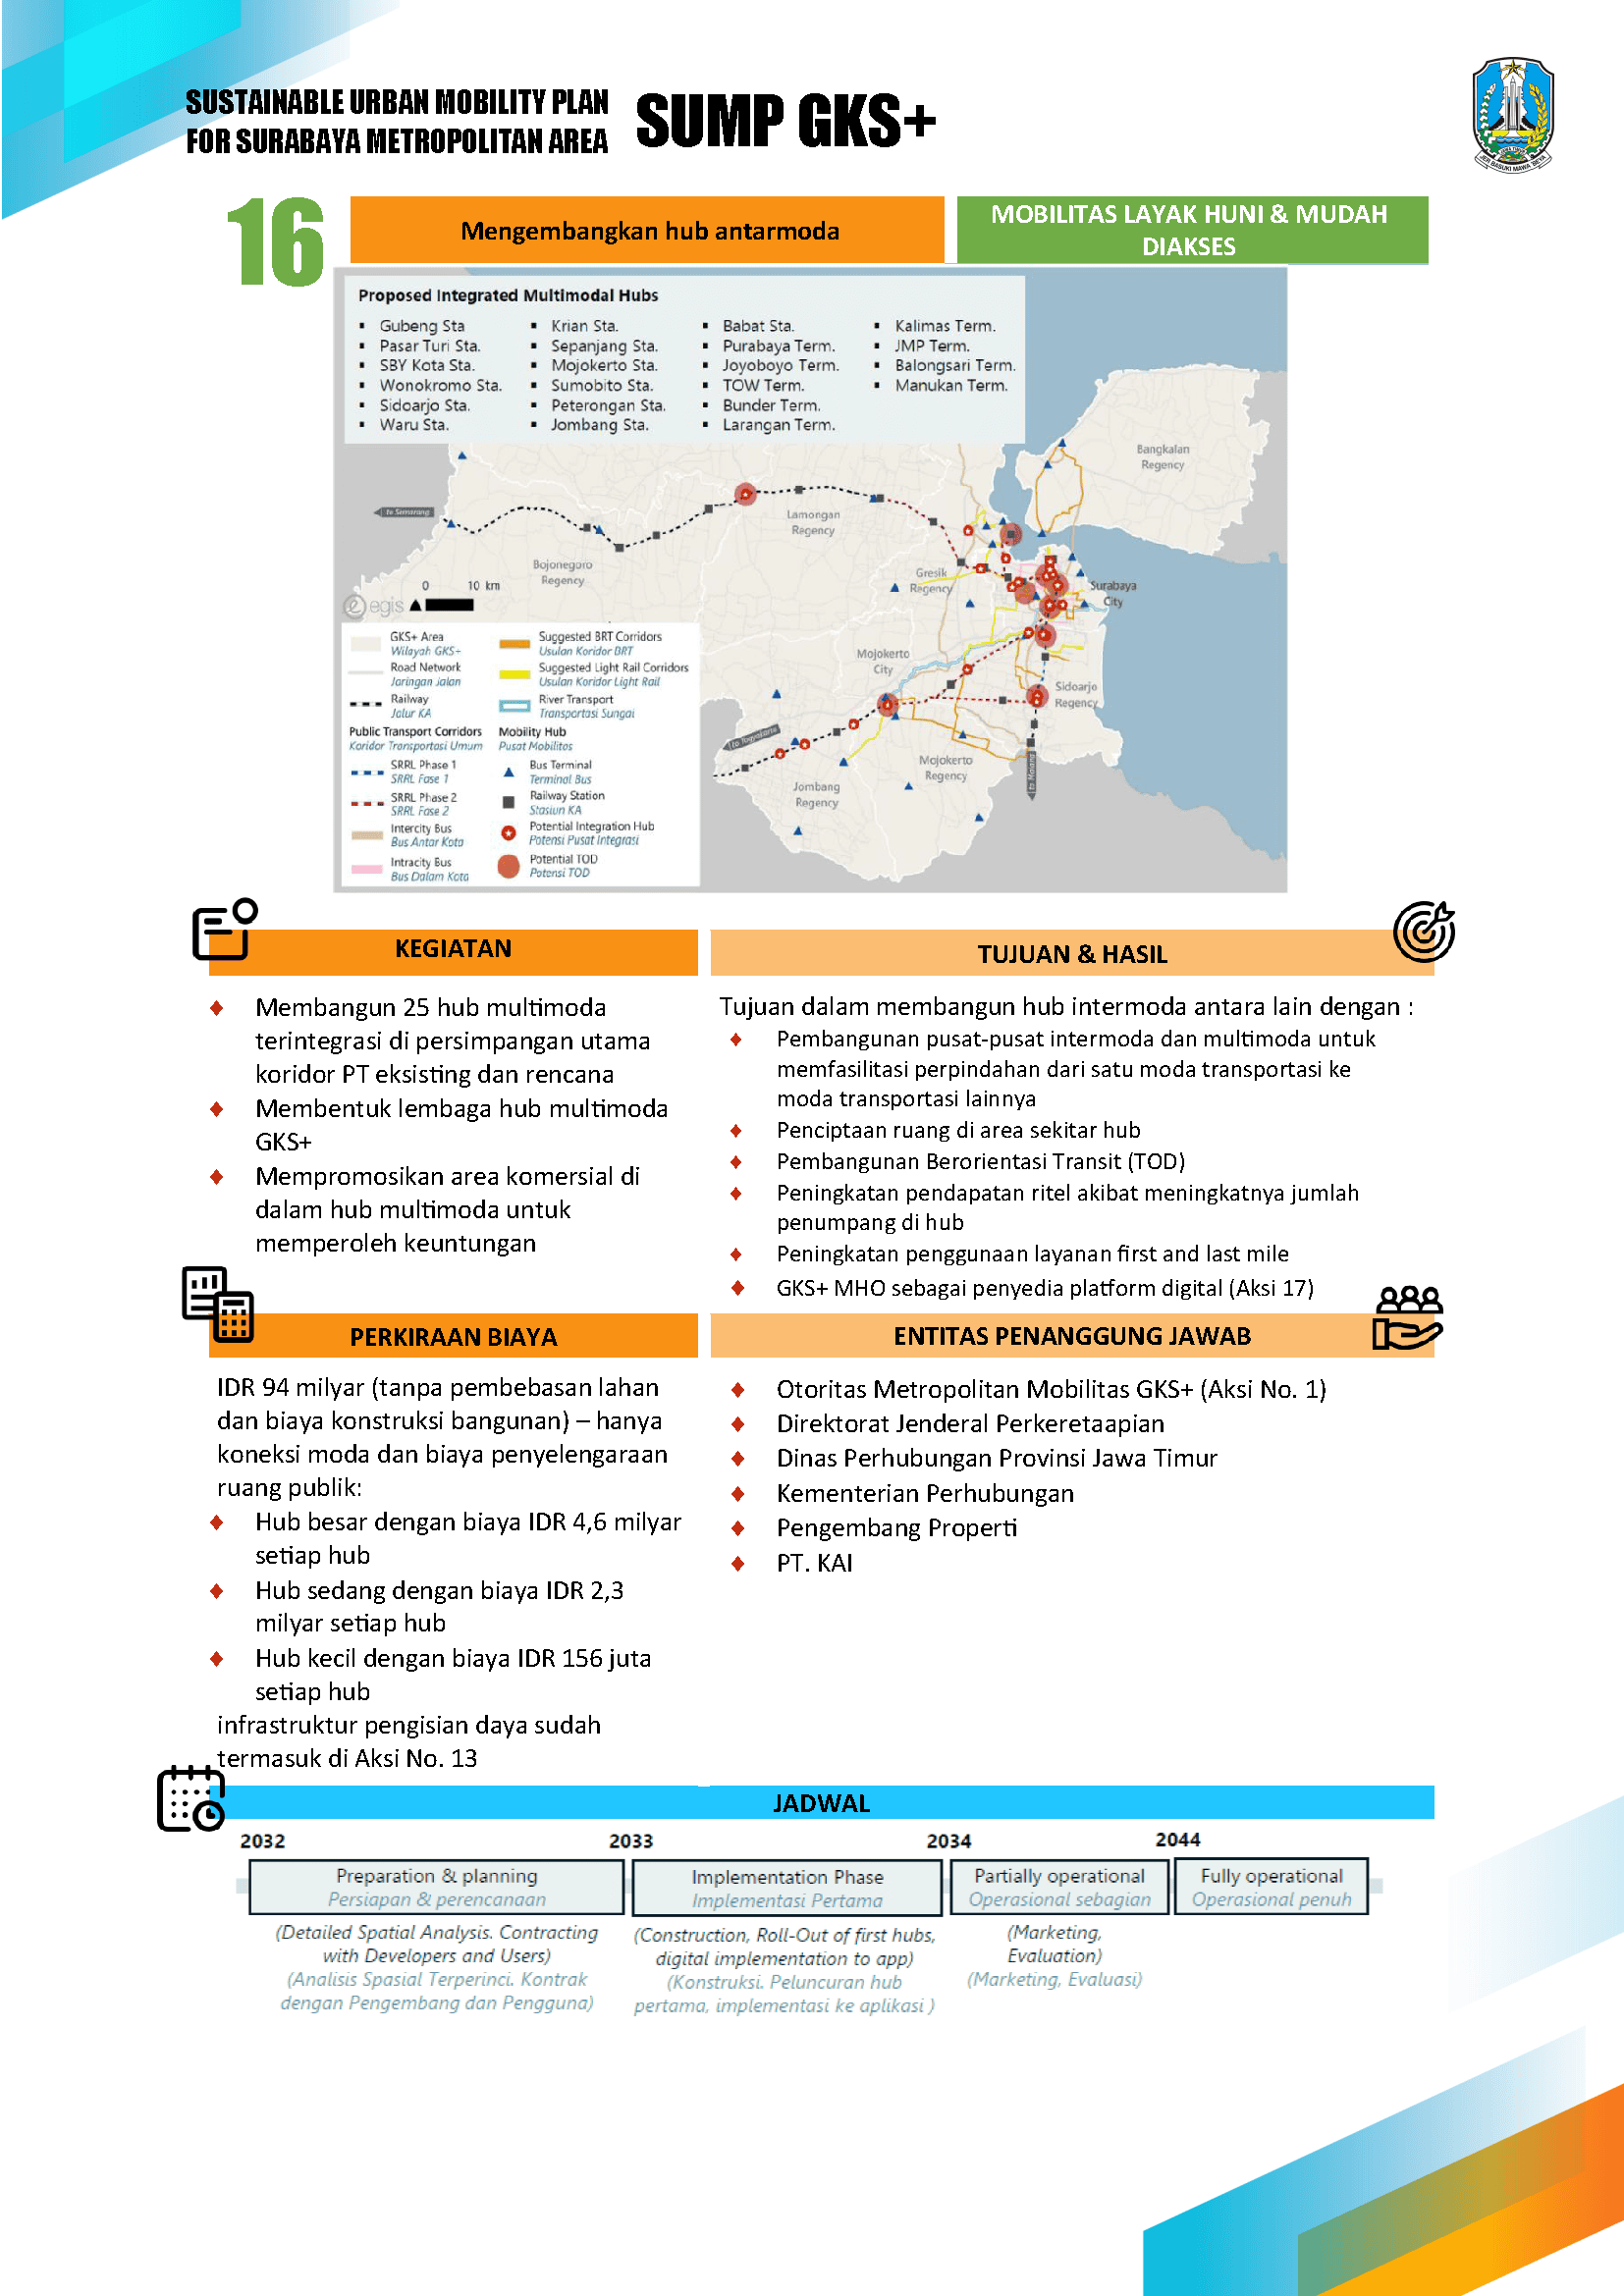 SUSTAINABLE URBAN MOBILITY PLAN
FOR SURABAYA METROPOLITAN AREA
SUMP GKS+
JAWA TIMUR
JER BASUKI MAWA BEYA
16
Mengembangkan hub antarmoda
MOBILITAS LAYAK HUNI & MUDAH
DIAKSES
Proposed Integrated Multimodal Hubs
▪ Gubeng Sta
▪ Pasar Turi Sta.
▪ SBY Kota Sta.
▪ Wonokromo Sta.
▪ Sidoarjo Sta.
▪ Waru Sta.
▪ Krian Sta.
▪ Sepanjang Sta.
▪ Mojokerto Sta.
▪ Sumobito Sta.
▪ Peterongan Sta.
▪ Jombang Sta.
▪ Babat Sta.
▪ Purabaya Term.
▪ Joyoboyo Term.
▪ TOW Term.
▪ Bunder Term.
▪ Larangan Term.
▪ Kalimas Term.
▪ JMP Term.
▪ Balongsari Term.
▪ Manukan Term.
Bangkalan
Regency
to Semarang
Lamongan
Regency
Bojonegoro
Regency
Gresik
Regency
Surabaya
City
0 10 km
egis
Mojokerto
City
Sidoarjo
Regency
to Yogyakarta
Mojokerto
Regency
Jombang
Regency
to Malang
GKS+ Area
Wilayah GKS+
Road Network
Jaringan Jalan
Railway
Jalur KA
Public Transport Corridors
Koridor Transportasi Umum
SRRL Phase 1
SRRL Fase 1
SRRL Phase 2
SRRL Fase 2
Intercity Bus
Bus Antar Kota
Intracity Bus
Bus Dalam Kota
Suggested BRT Corridors
Usulan Koridor BRT
Suggested Light Rail Corridors
Usulan Koridor Light Rail
River Transport
Transportasi Sungai
Mobility Hub
Pusat Mobilitas
Bus Terminal
Terminal Bus
Railway Station
Stasiun KA
Potential Integration Hub
Potensi Pusat Integrasi
Potential TOD
Potensi TOD
KEGIATAN
♦ Membangun 25 hub multimoda
terintegrasi di persimpangan utama
koridor PT eksisting dan rencana
♦ Membentuk lembaga hub multimoda
GKS+
♦ Mempromosikan area komersial di
dalam hub multimoda untuk
memperoleh keuntungan
TUJUAN & HASIL
Tujuan dalam membangun hub intermoda antara lain dengan :
♦ Pembangunan pusat-pusat intermoda dan multimoda untuk
memfasilitasi perpindahan dari satu moda transportasi ke
moda transportasi lainnya
♦ Penciptaan ruang di area sekitar hub
♦ Pembangunan Berorientasi Transit (TOD)
♦ Peningkatan pendapatan ritel akibat meningkatnya jumlah
penumpang di hub
♦ Peningkatan penggunaan layanan first and last mile
♦ GKS+ MHO sebagai penyedia platform digital (Aksi 17)
PERKIRAAN BIAYA
IDR 94 milyar (tanpa pembebasan lahan
dan biaya konstruksi bangunan) – hanya
koneksi moda dan biaya penyelengaraan
ruang publik:
♦ Hub besar dengan biaya IDR 4,6 milyar
setiap hub
♦ Hub sedang dengan biaya IDR 2,3
milyar setiap hub
♦ Hub kecil dengan biaya IDR 156 juta
setiap hub
infrastruktur pengisian daya sudah
termasuk di Aksi No. 13
ENTITAS PENANGGUNG JAWAB
♦ Otoritas Metropolitan Mobilitas GKS+ (Aksi No. 1)
♦ Direktorat Jenderal Perkeretaapian
♦ Dinas Perhubungan Provinsi Jawa Timur
♦ Kementerian Perhubungan
♦ Pengembang Properti
♦ PT. KAI
JADWAL
2032 2033 2034 2044
Preparation & planning
Persiapan & perencanaan
(Detailed Spatial Analysis. Contracting
with Developers and Users)
(Analisis Spasial Terperinci. Kontrak
dengan Pengembang dan Pengguna)
Implementation Phase
Implementasi Pertama
(Construction, Roll-Out of first hubs,
digital implementation to app)
(Konstruksi. Peluncuran hub
pertama, implementasi ke aplikasi )
Partially operational
Operasional sebagian
(Marketing,
Evaluation)
(Marketing, Evaluasi)
Fully operational
Operasional penuh